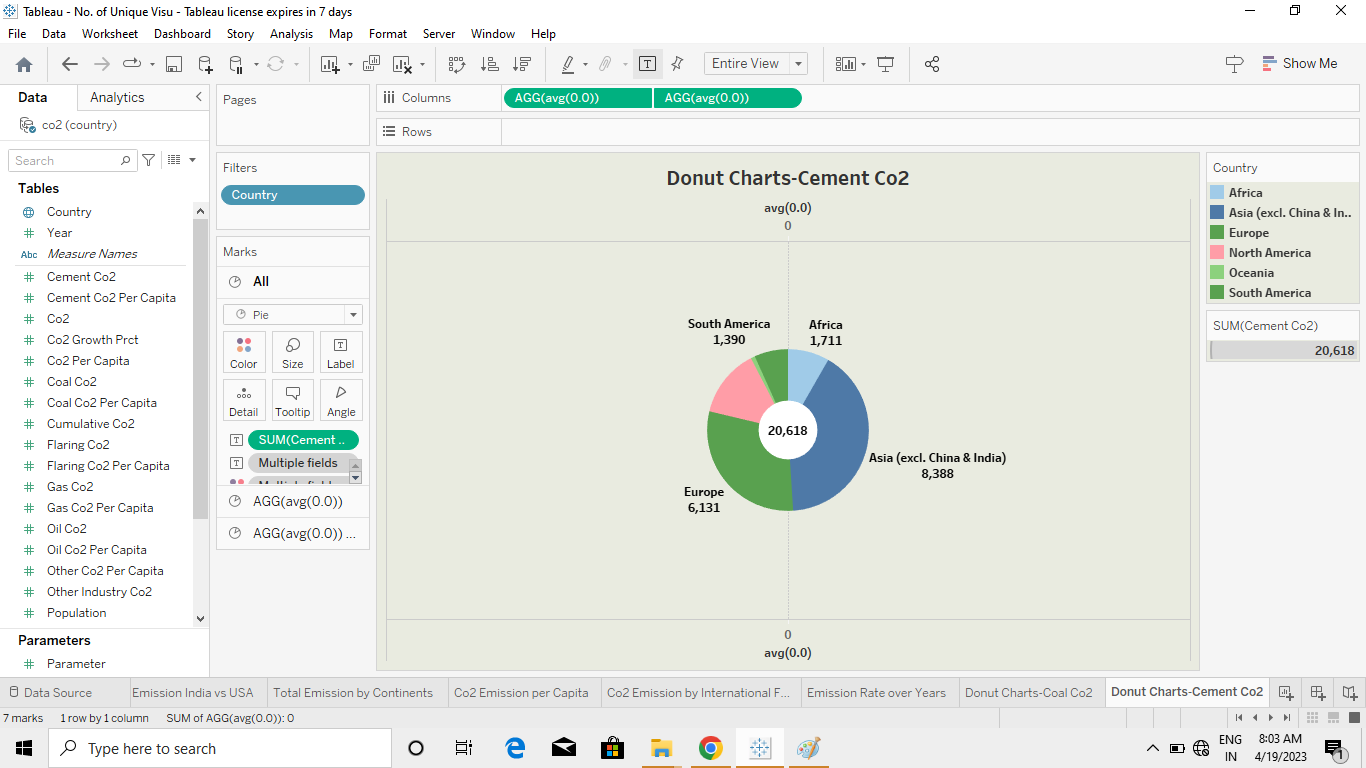 Tableau - No. of Unique Visu - Tableau license expires in 7 days
File Data Worksheet Dashboard Story Analysis Map Format Server Window Help
Entire View
Show Me
Data Analytics
co2 (country)
Search
Tables
Country
Year
Abc Measure Names
Cement Co2
Cement Co2 Per Capita
Co2
Co2 Growth Prct
Co2 Per Capita
Coal Co2
Coal Co2 Per Capita
Cumulative Co2
Flaring Co2
Flaring Co2 Per Capita
Gas Co2
Gas Co2 Per Capita
Oil Co2
Oil Co2 Per Capita
Other Co2 Per Capita
Other Industry Co2
Population
Parameters
Parameter
Pages
Filters
Country
Marks
All
Pie
Color Size Label
Detail Tooltip Angle
SUM(Cement ..
Multiple fields
AGG(avg(0.0))
AGG(avg(0.0)) ...
Columns AGG(avg(0.0)) AGG(avg(0.0))
Rows
Donut Charts-Cement Co2
avg(0.0)
0
South America
1,390
Africa
1,711
20,618
Asia (excl. China & India)
8,388
Europe
6,131
0
avg(0.0)
Country
Africa
Asia (excl. China & In..
Europe
North America
Oceania
South America
SUM(Cement Co2)
20,618
Data Source Emission India vs USA Total Emission by Continents Co2 Emission per Capita Co2 Emission by International F... Emission Rate over Years Donut Charts-Coal Co2 Donut Charts-Cement Co2
7 marks 1 row by 1 column SUM of AGG(avg(0.0)): 0
Type here to search
ENG
IN
8:03 AM
4/19/2023
1